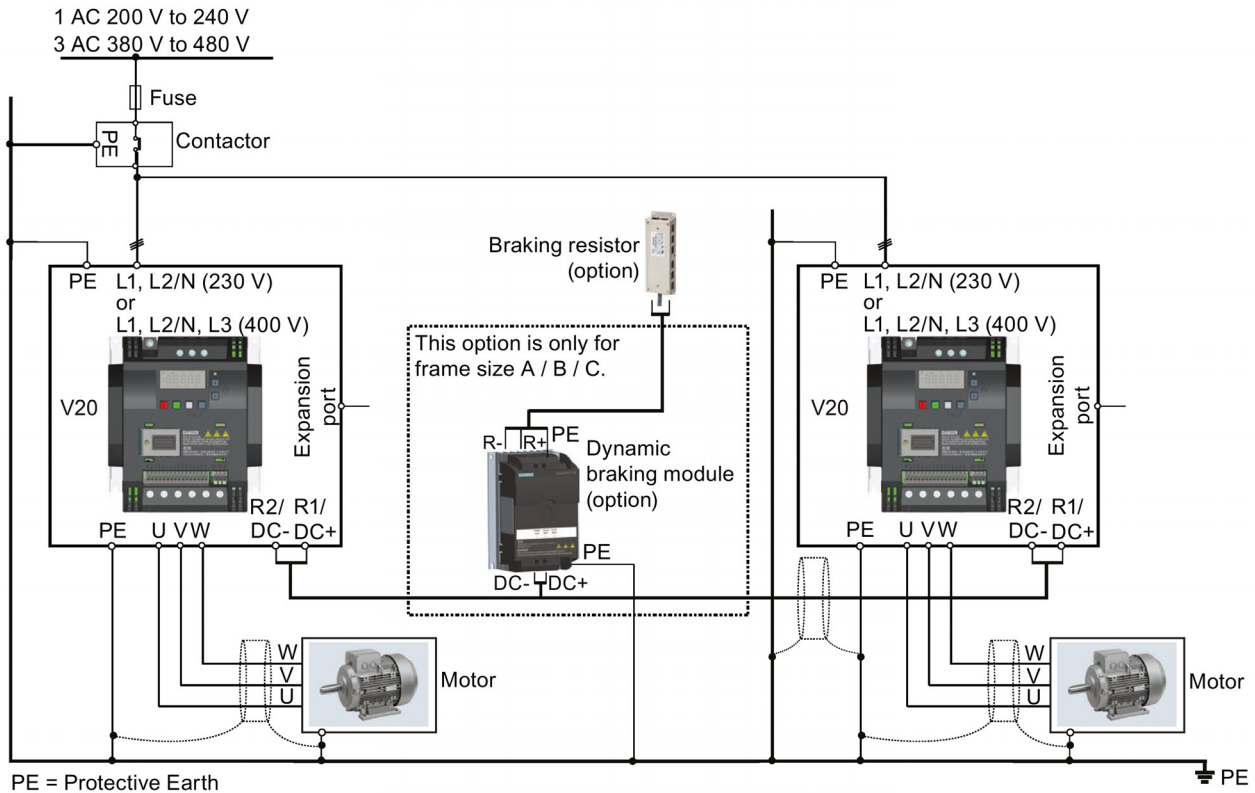 1 AC 200 V to 240 V
3 AC 380 V to 480 V
Fuse
PE
Contactor
Braking resistor
(option)
PE
L1, L2/N (230 V)
or
L1, L2/N, L3 (400 V)
V20
Expansion
port
R2/ R1/
PE U V W DC- DC+
This option is only for
frame size A / B / C.
R- R+ PE
Dynamic
braking module
(option)
PE
DC- DC+
PE
L1, L2/N (230 V)
or
L1, L2/N, L3 (400 V)
V20
Expansion
port
R2/ R1/
PE U V W DC- DC+
W
V
U
Motor
W
V
U
Motor
PE = Protective Earth
PE